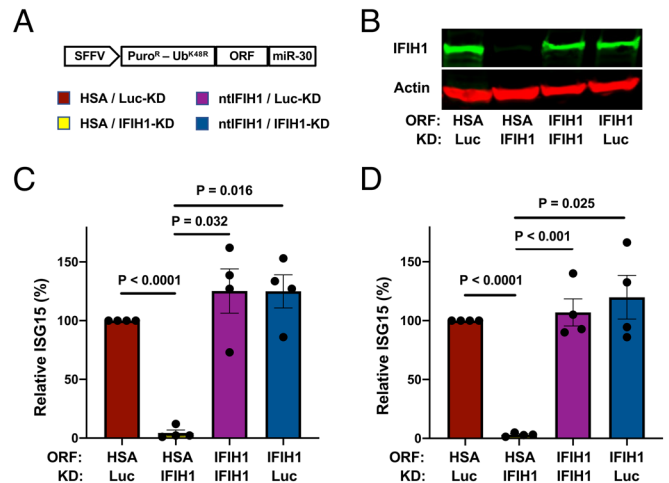 A
SFFV Puroᴿ – Ubᴷ⁴⁸ᴿ ORF miR-30
HSA / Luc-KD ntIFIH1 / Luc-KD
HSA / IFIH1-KD ntIFIH1 / IFIH1-KD
B
IFIH1
Actin
ORF: HSA HSA IFIH1 IFIH1
KD: Luc IFIH1 IFIH1 Luc
C
P = 0.016
P = 0.032
P < 0.0001
Relative ISG15 (%)
150
100
50
0
ORF: HSA HSA IFIH1 IFIH1
KD: Luc IFIH1 IFIH1 Luc
D
P = 0.025
P < 0.001
P < 0.0001
Relative ISG15 (%)
150
100
50
0
ORF: HSA HSA IFIH1 IFIH1
KD: Luc IFIH1 IFIH1 Luc